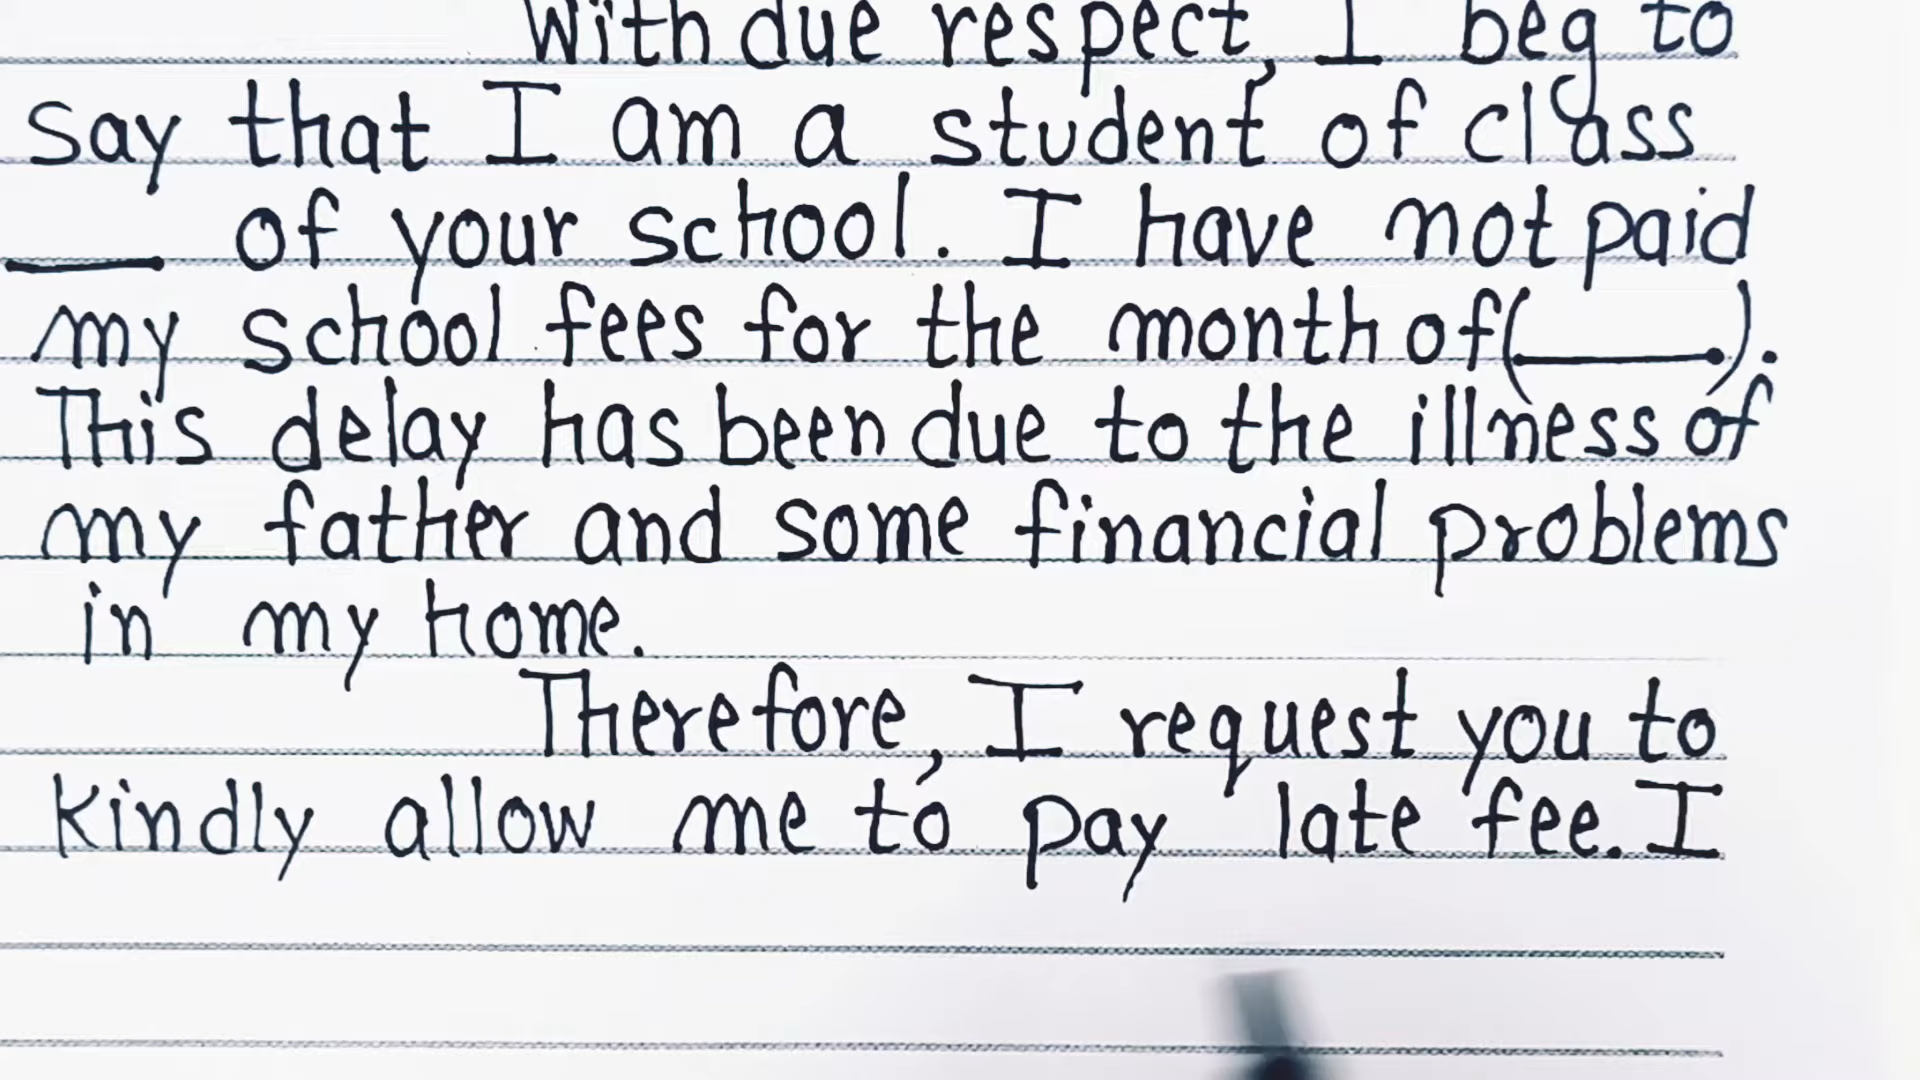 With due respect, I beg to
say that I am a student of class
____ of your school. I have not paid
my school fees for the month of(______).
This delay has been due to the illness of
my father and some financial problems
in my home.
Therefore, I request you to
kindly allow me to pay late fee. I